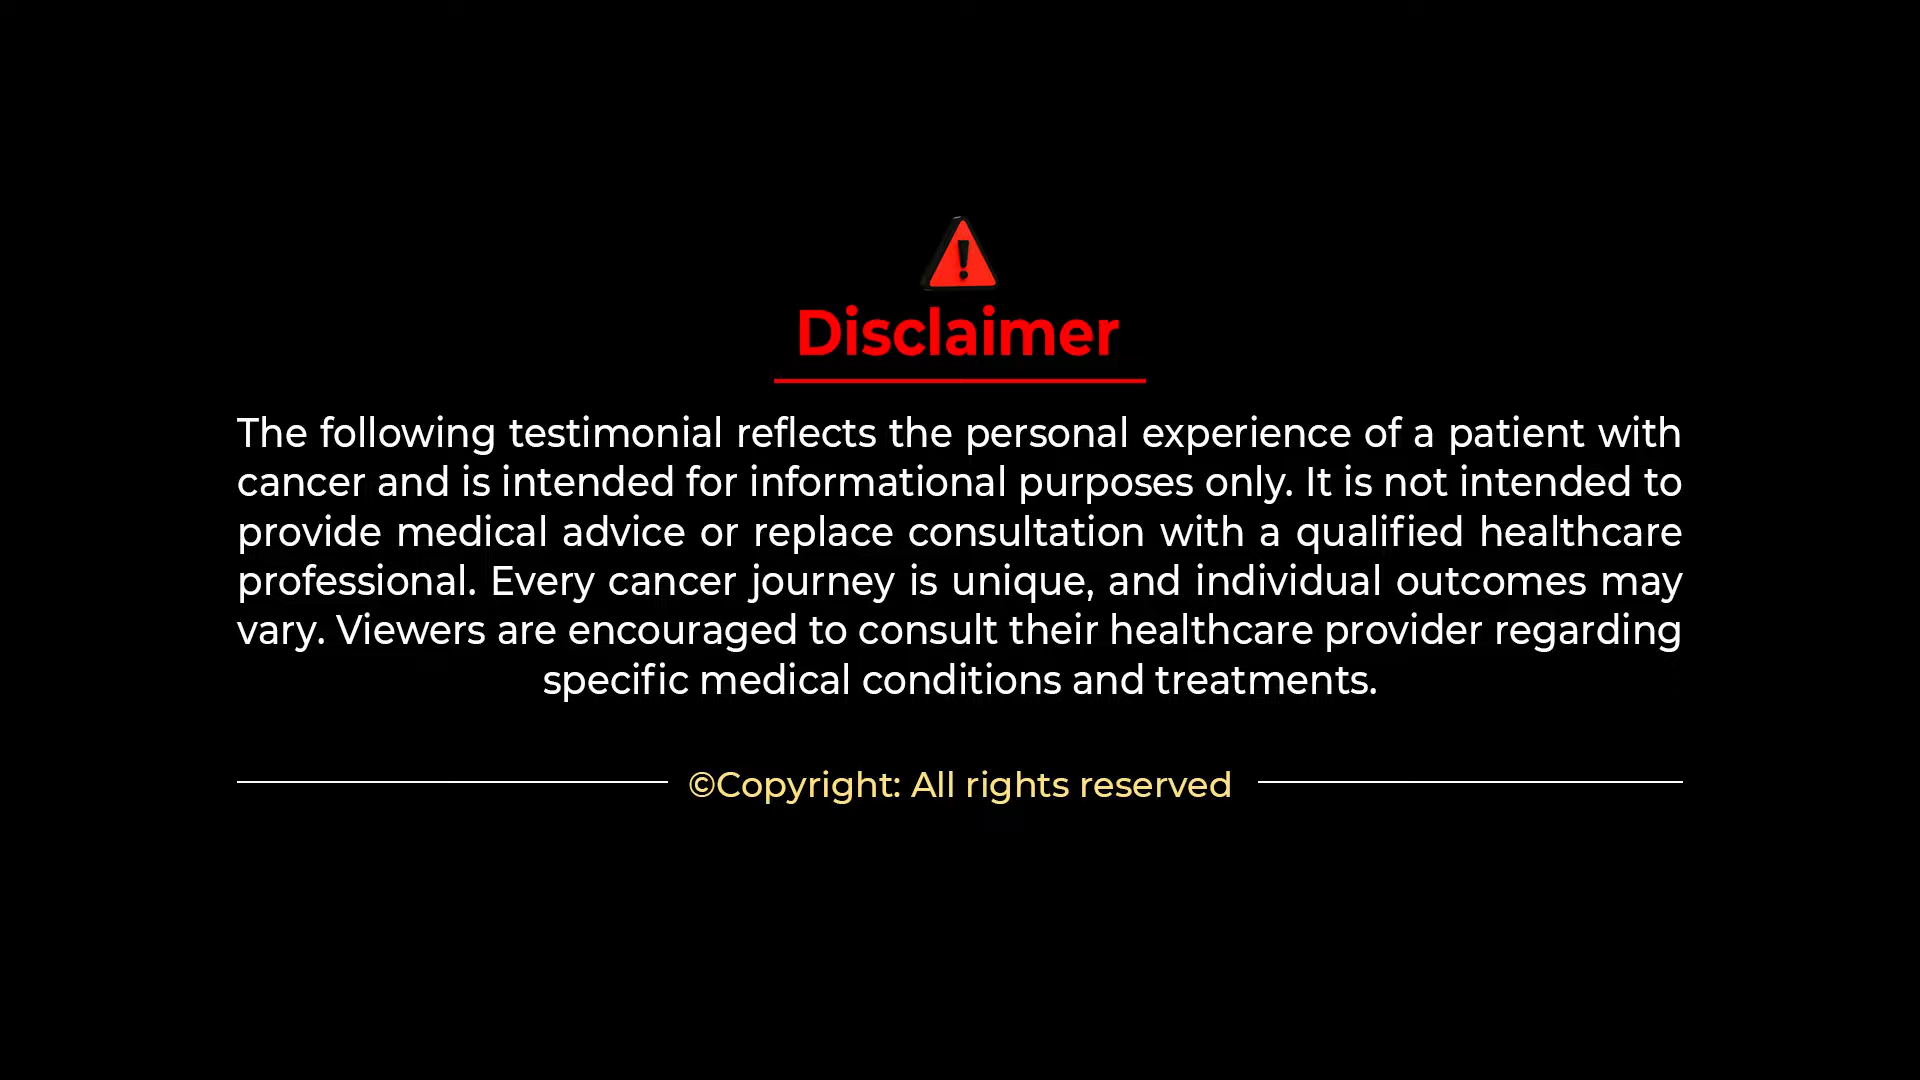 Disclaimer
The following testimonial reflects the personal experience of a patient with
cancer and is intended for informational purposes only. It is not intended to
provide medical advice or replace consultation with a qualified healthcare
professional. Every cancer journey is unique, and individual outcomes may
vary. Viewers are encouraged to consult their healthcare provider regarding
specific medical conditions and treatments.
©Copyright: All rights reserved